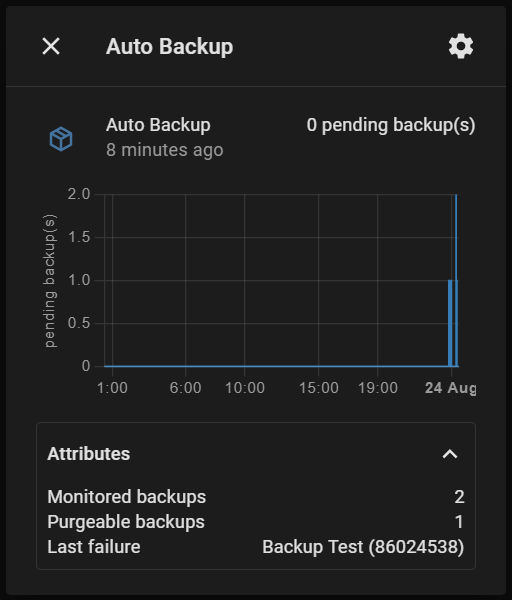 Auto Backup
Auto Backup 0 pending backup(s)
8 minutes ago
pending backup(s)
2.0
1.5
1.0
0.5
0
1:00 6:00 10:00 15:00 19:00 24 Aug
Attributes
Monitored backups 2
Purgeable backups 1
Last failure Backup Test (86024538)